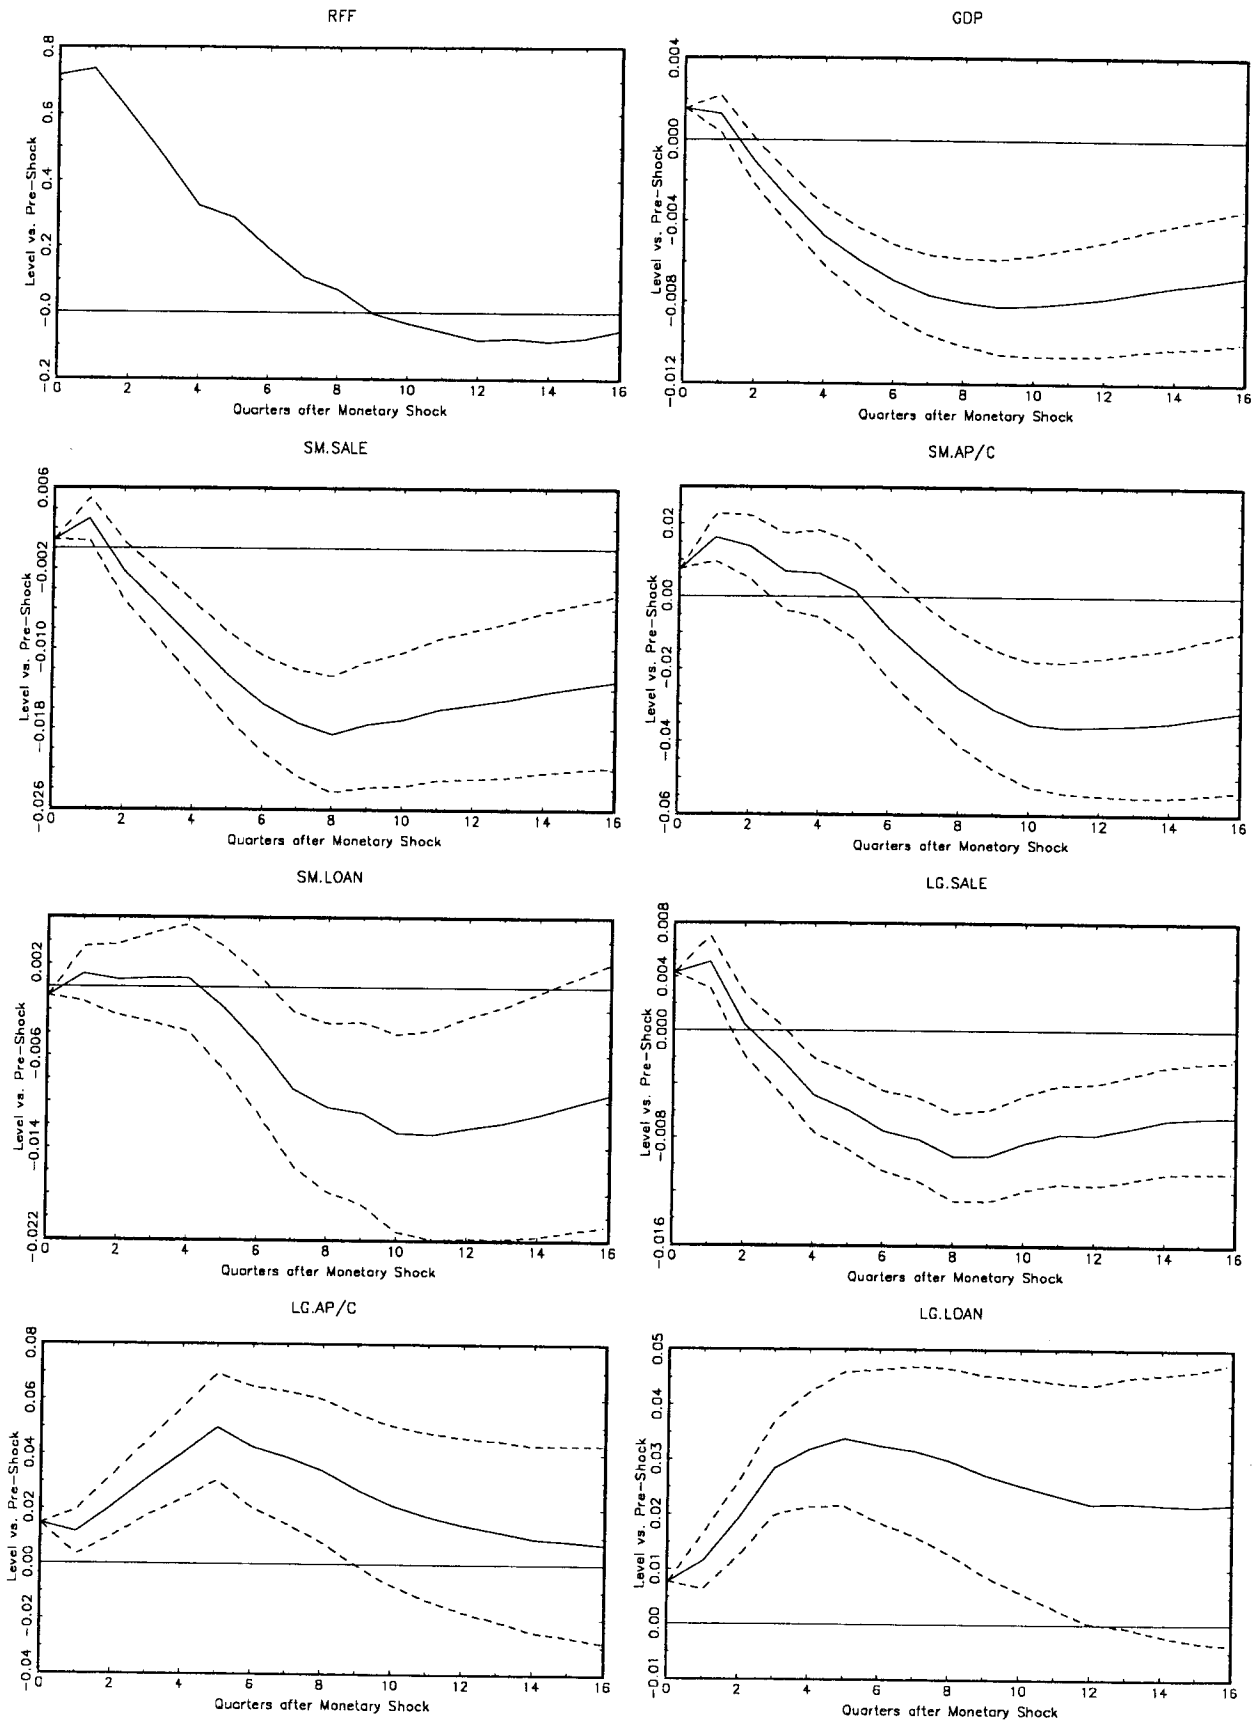 RFF
Level vs. Pre-Shock
0.8
0.6
0.4
0.2
-0.0
-0.2
0 2 4 6 8 10 12 14 16
Quarters after Monetary Shock
GDP
Level vs. Pre-Shock
0.004
0.000
-0.004
-0.008
-0.012
0 2 4 6 8 10 12 14 16
Quarters after Monetary Shock
SM.SALE
Level vs. Pre-Shock
0.006
-0.002
-0.010
-0.018
-0.026
0 2 4 6 8 10 12 14 16
Quarters after Monetary Shock
SM.AP/C
Level vs. Pre-Shock
0.02
0.00
-0.02
-0.04
-0.06
0 2 4 6 8 10 12 14 16
Quarters after Monetary Shock
SM.LOAN
Level vs. Pre-Shock
0.002
-0.006
-0.014
-0.022
0 2 4 6 8 10 12 14 16
Quarters after Monetary Shock
LG.SALE
Level vs. Pre-Shock
0.008
0.004
0.000
-0.008
-0.016
0 2 4 6 8 10 12 14 16
Quarters after Monetary Shock
LG.AP/C
Level vs. Pre-Shock
0.08
0.06
0.04
0.02
0.00
-0.02
-0.04
0 2 4 6 8 10 12 14 16
Quarters after Monetary Shock
LG.LOAN
Level vs. Pre-Shock
0.05
0.04
0.03
0.02
0.01
0.00
-0.01
0 2 4 6 8 10 12 14 16
Quarters after Monetary Shock